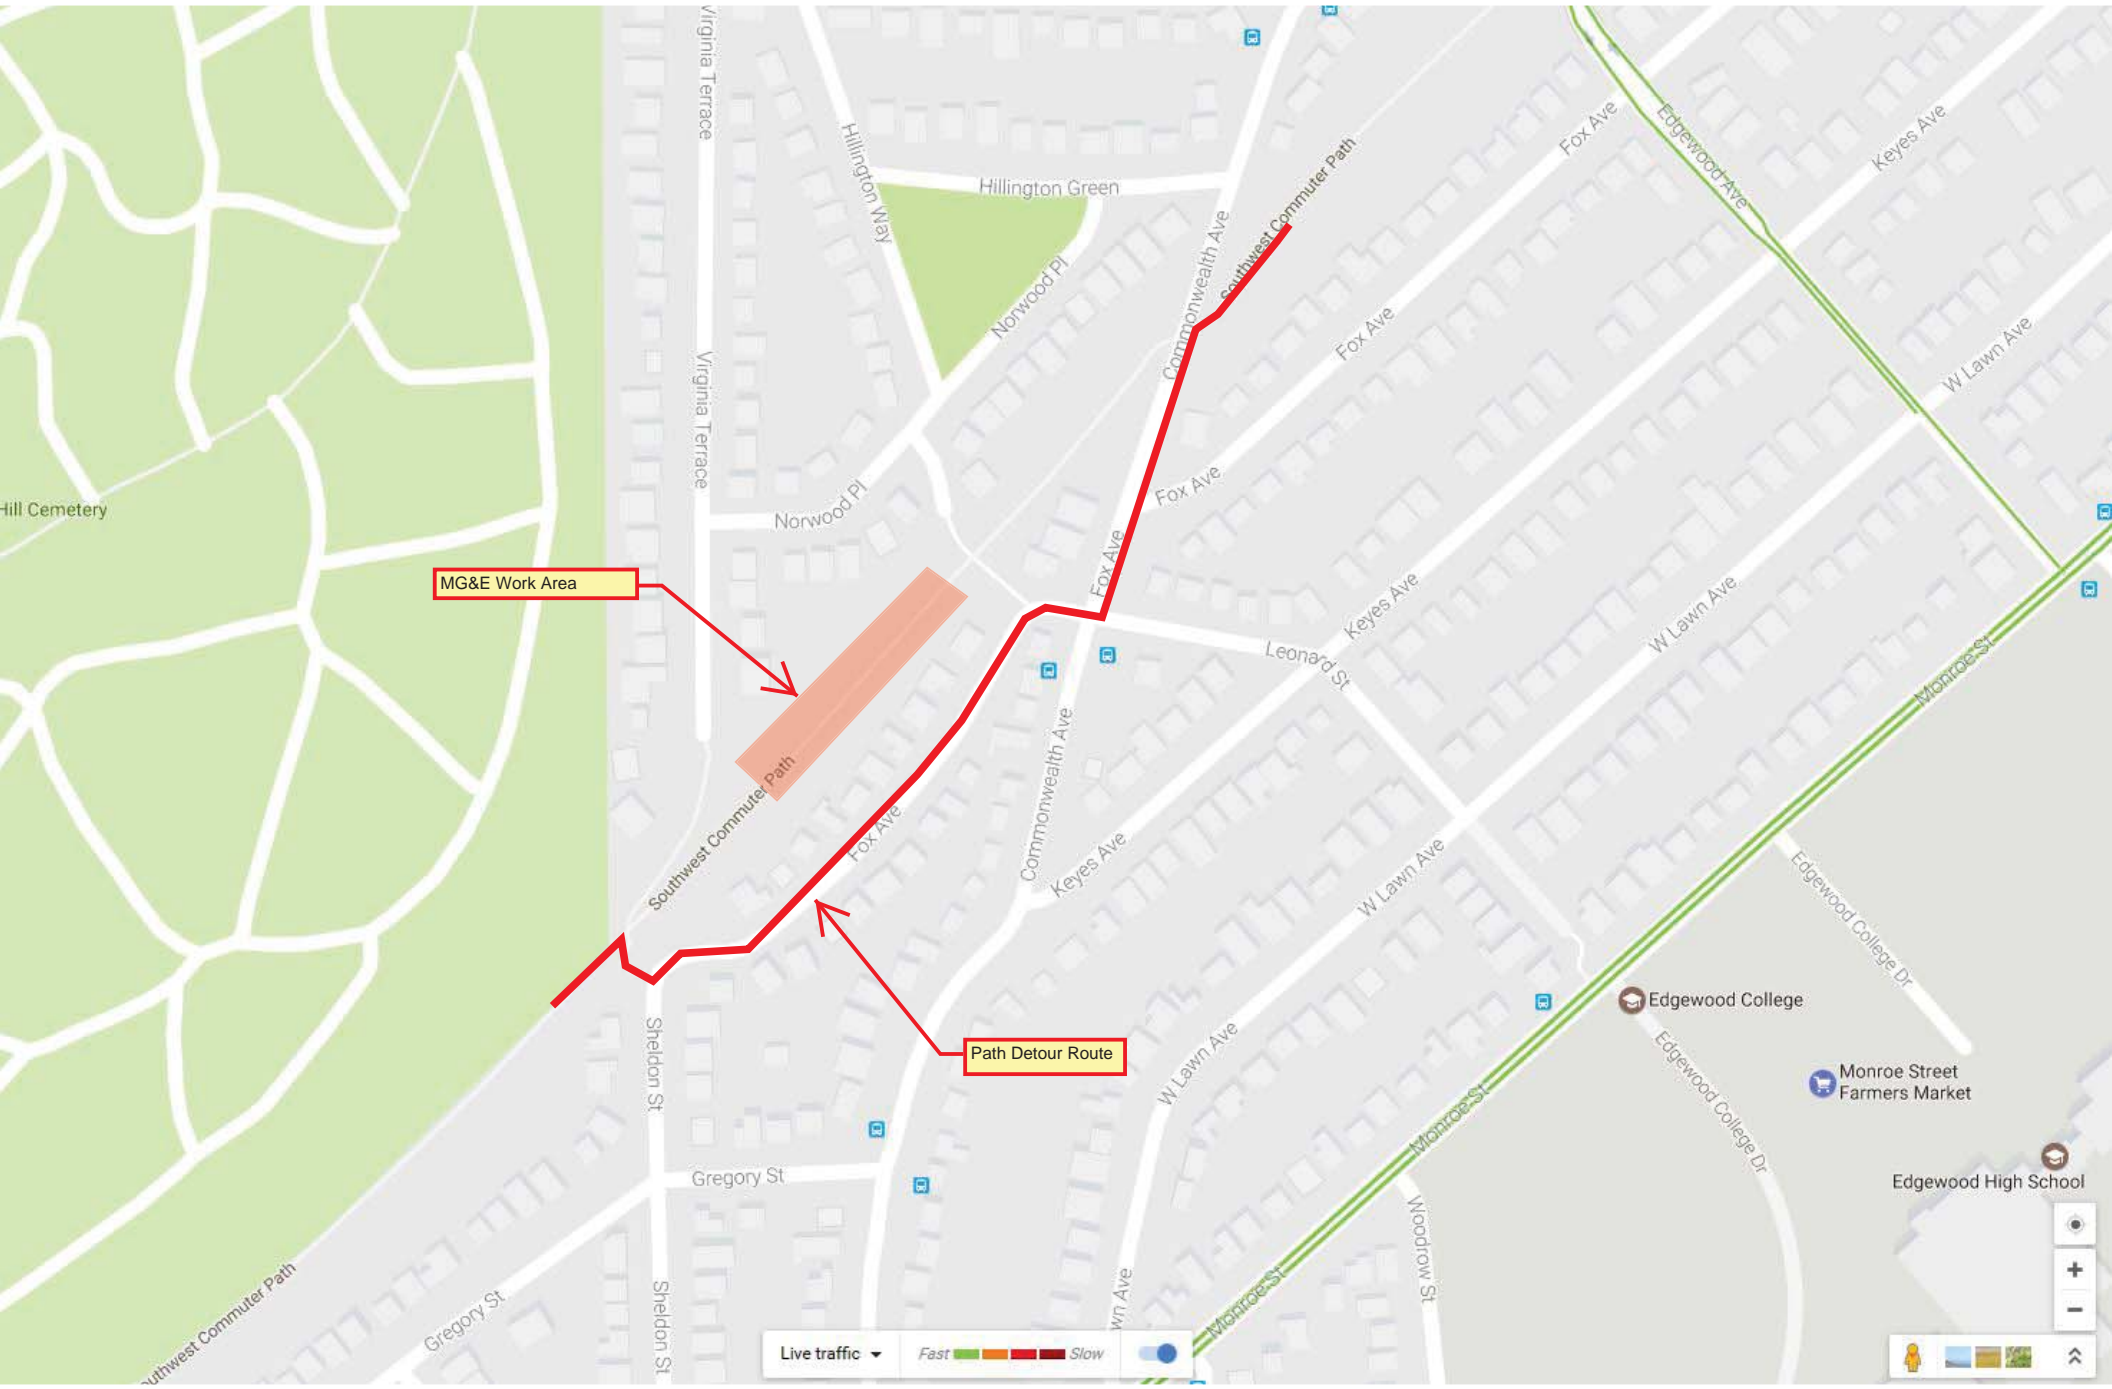 Virginia Terrace
Hillington Way
Hillington Green
Norwood Pl
Commonwealth Ave
Southwest Commuter Path
Fox Ave
Edgewood Ave
Keyes Ave
Fox Ave
W Lawn Ave
Virginia Terrace
Norwood Pl
Fox Ave
Hill Cemetery
Fox Ave
MG&E Work Area
Keyes Ave
W Lawn Ave
Leonard St
Monroe St
Commonwealth Ave
Southwest Commuter Path
Fox Ave
Keyes Ave
W Lawn Ave
Edgewood College Dr
Edgewood College
Sheldon St
Path Detour Route
W Lawn Ave
Edgewood College Dr
Monroe Street
Farmers Market
Monroe St
Gregory St
Edgewood High School
Woodrow St
outhwest Commuter Path
Gregory St
Sheldon St
wn Ave
Monroe St
Live traffic
Fast
Slow